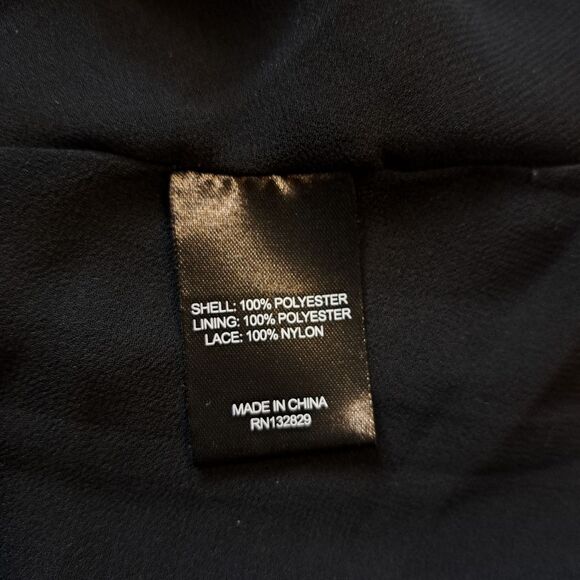 SHELL: 100% POLYESTER
LINING: 100% POLYESTER
LACE: 100% NYLON
MADE IN CHINA
RN132829